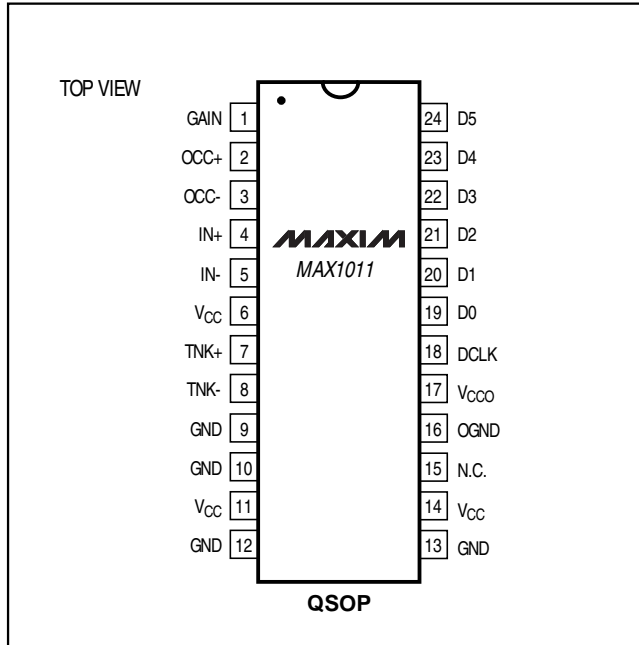 TOP VIEW
GAIN 1
OCC+ 2
OCC- 3
IN+ 4
IN- 5
VCC 6
TNK+ 7
TNK- 8
GND 9
GND 10
VCC 11
GND 12
MAXIM
MAX1011
24 D5
23 D4
22 D3
21 D2
20 D1
19 D0
18 DCLK
17 VCCO
16 OGND
15 N.C.
14 VCC
13 GND
QSOP